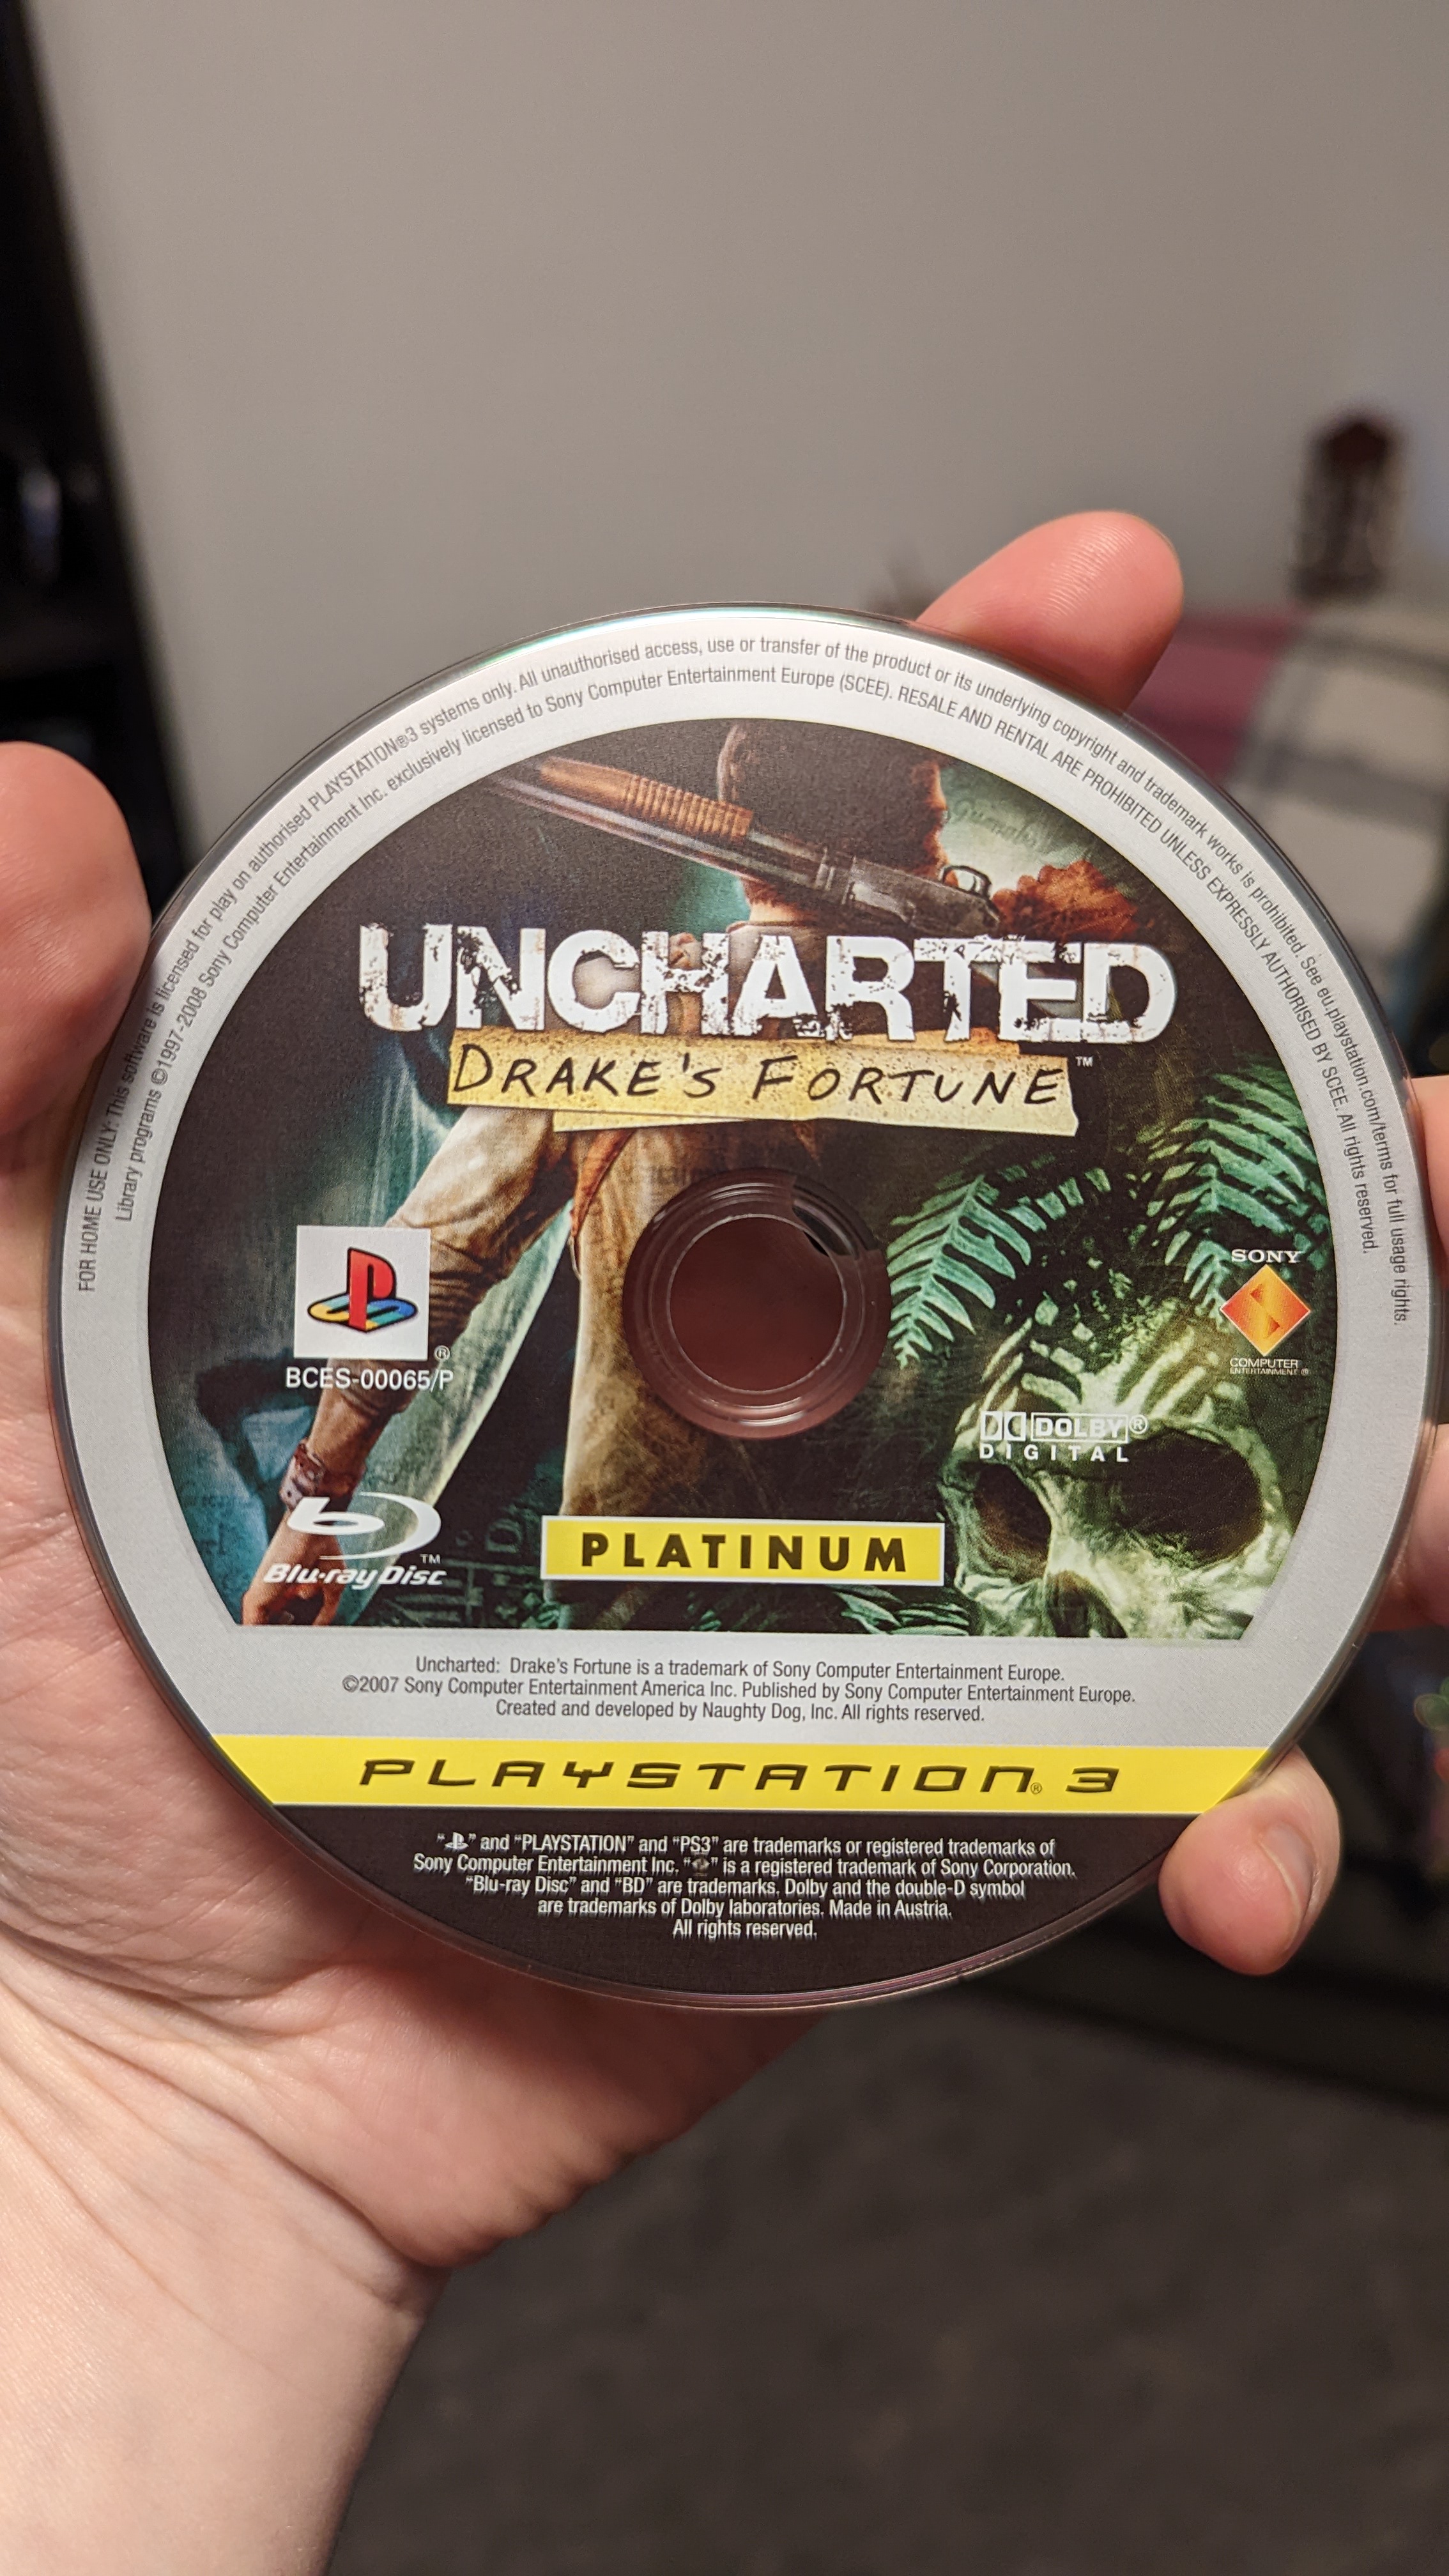 FOR HOME USE ONLY: This software is licensed for play on authorised PLAYSTATION®3 systems only. All unauthorised access, use or transfer of the product or its underlying copyright and trademark works is prohibited. See eu.playstation.com/terms for full usage rights.
Library programs ©1997-2008 Sony Computer Entertainment Inc. exclusively licensed to Sony Computer Entertainment Europe (SCEE). RESALE AND RENTAL ARE PROHIBITED UNLESS EXPRESSLY AUTHORISED BY SCEE. All rights reserved.
UNCHARTED
DRAKE'S FORTUNE™
SONY
COMPUTER
ENTERTAINMENT®
®
BCES-00065/P
DOLBY®
DIGITAL
Blu-ray Disc™
PLATINUM
Uncharted: Drake's Fortune is a trademark of Sony Computer Entertainment Europe.
©2007 Sony Computer Entertainment America Inc. Published by Sony Computer Entertainment Europe.
Created and developed by Naughty Dog, Inc. All rights reserved.
PLAYSTATION®3
"" and "PLAYSTATION" and "PS3" are trademarks or registered trademarks of
Sony Computer Entertainment Inc. "" is a registered trademark of Sony Corporation.
"Blu-ray Disc" and "BD" are trademarks. Dolby and the double-D symbol
are trademarks of Dolby laboratories. Made in Austria.
All rights reserved.